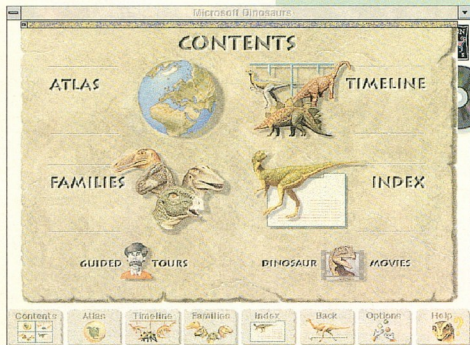 Microsoft Dinosaurs
CONTENTS
ATLAS
TIMELINE
FAMILIES
INDEX
GUIDED TOURS
DINOSAUR MOVIES
Contents Atlas Timeline Families Index Back Options Help